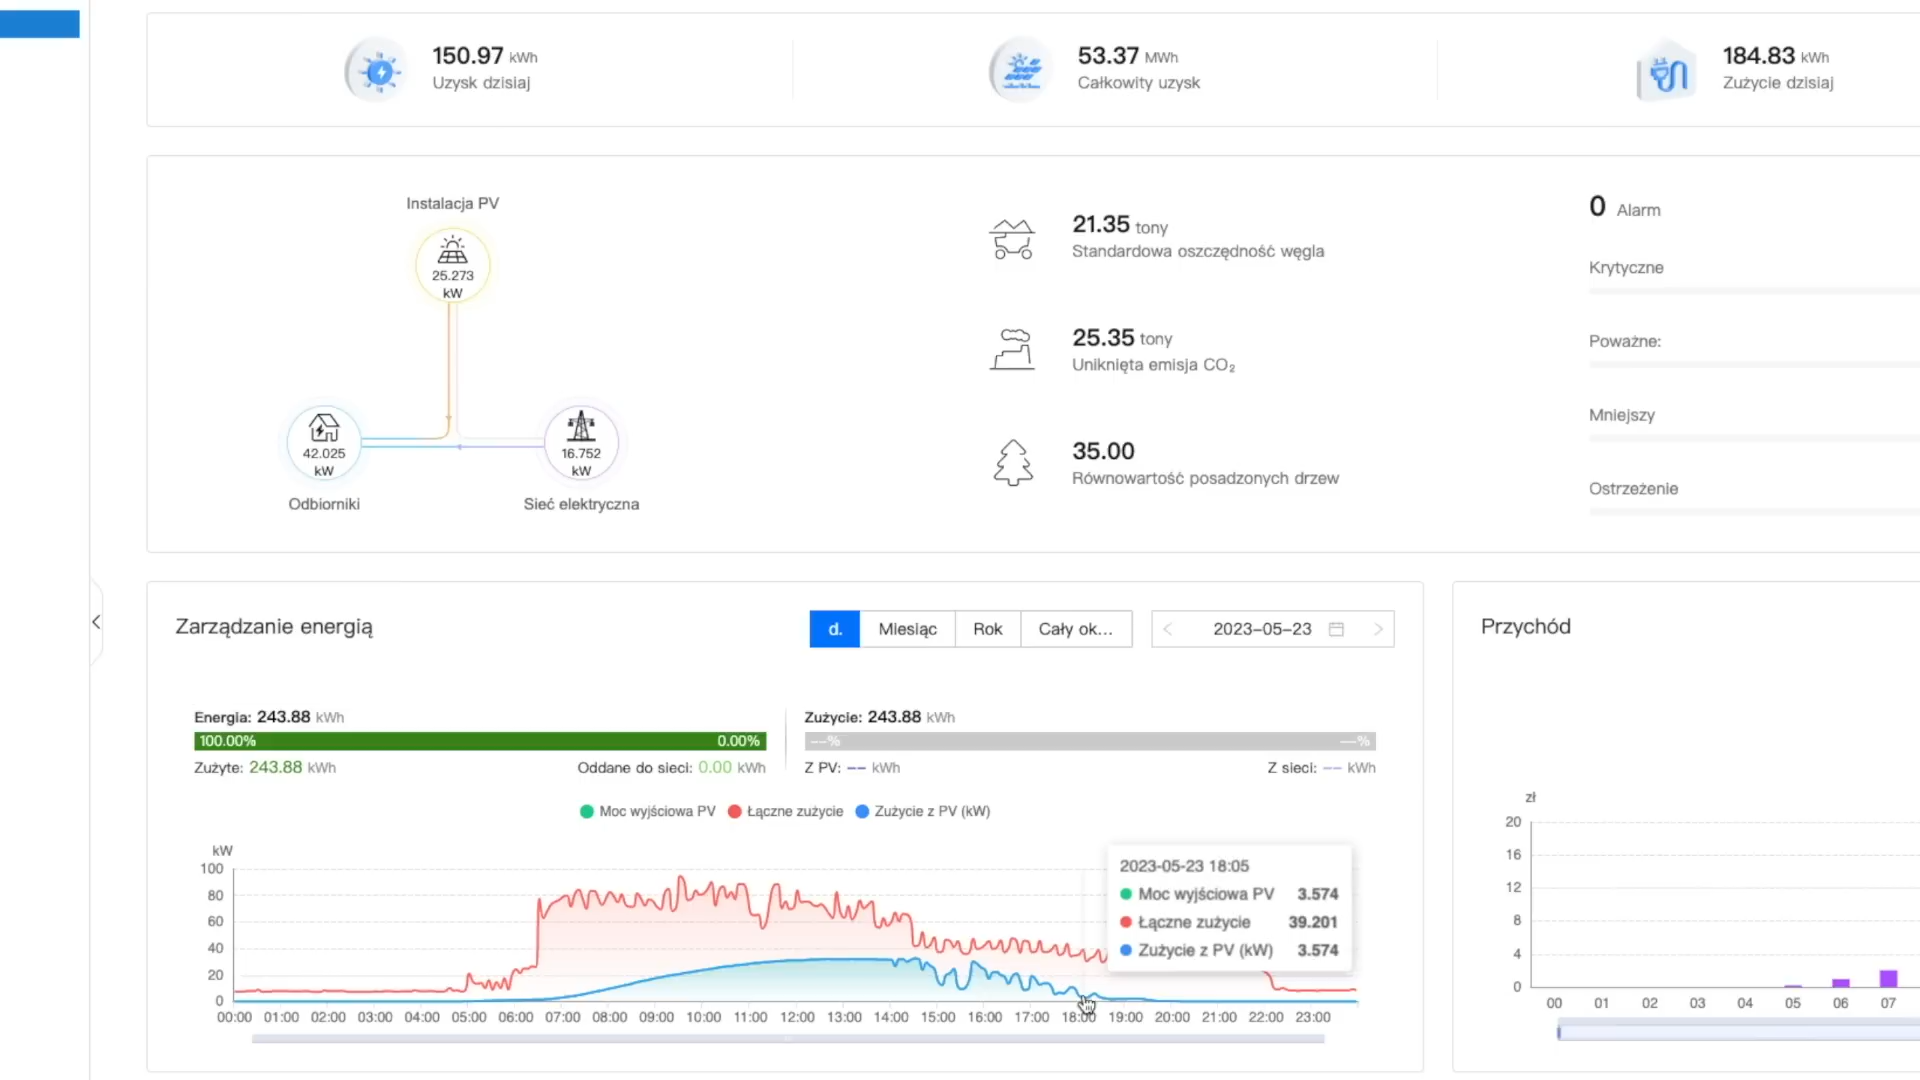 150.97 kWh
Uzysk dzisiaj
53.37 MWh
Całkowity uzysk
184.83 kWh
Zużycie dzisiaj
Instalacja PV
25.273
kW
42.025
kW
16.752
kW
Odbiorniki
Sieć elektryczna
21.35 tony
Standardowa oszczędność węgla
25.35 tony
Uniknięta emisja CO₂
35.00
Równowartość posadzonych drzew
0 Alarm
Krytyczne
Poważne:
Mniejszy
Ostrzeżenie
Zarządzanie energią
d. Miesiąc Rok Cały ok...
2023-05-23
Energia: 243.88 kWh
100.00% 0.00%
Zużyte: 243.88 kWh Oddane do sieci: 0.00 kWh
Zużycie: 243.88 kWh
--% --%
Z PV: -- kWh Z sieci: -- kWh
Moc wyjściowa PV Łączne zużycie Zużycie z PV (kW)
kW
100
80
60
40
20
0
00:00 01:00 02:00 03:00 04:00 05:00 06:00 07:00 08:00 09:00 10:00 11:00 12:00 13:00 14:00 15:00 16:00 17:00 18:00 19:00 20:00 21:00 22:00 23:00
2023-05-23 18:05
Moc wyjściowa PV 3.574
Łączne zużycie 39.201
Zużycie z PV (kW) 3.574
Przychód
zł
20
16
12
8
4
0
00 01 02 03 04 05 06 07